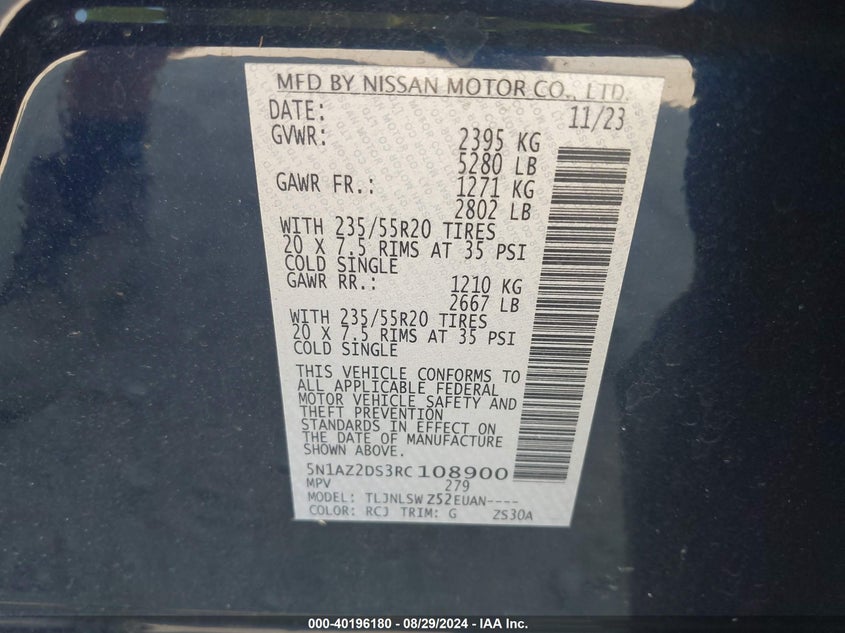 MFD BY NISSAN MOTOR CO., LTD.
DATE: 11/23
GVWR: 2395 KG
5280 LB
GAWR FR.: 1271 KG
2802 LB
WITH 235/55R20 TIRES
20 X 7.5 RIMS AT 35 PSI
COLD SINGLE
GAWR RR.: 1210 KG
2667 LB
WITH 235/55R20 TIRES
20 X 7.5 RIMS AT 35 PSI
COLD SINGLE
THIS VEHICLE CONFORMS TO
ALL APPLICABLE FEDERAL
MOTOR VEHICLE SAFETY AND
THEFT PREVENTION
STANDARDS IN EFFECT ON
THE DATE OF MANUFACTURE
SHOWN ABOVE.
5N1AZ2DS3RC108900
MPV 279
MODEL: TLJNLSW Z52EUAN----
COLOR: RCJ TRIM: G ZS30A
000-40196180 - 08/29/2024 - IAA Inc.